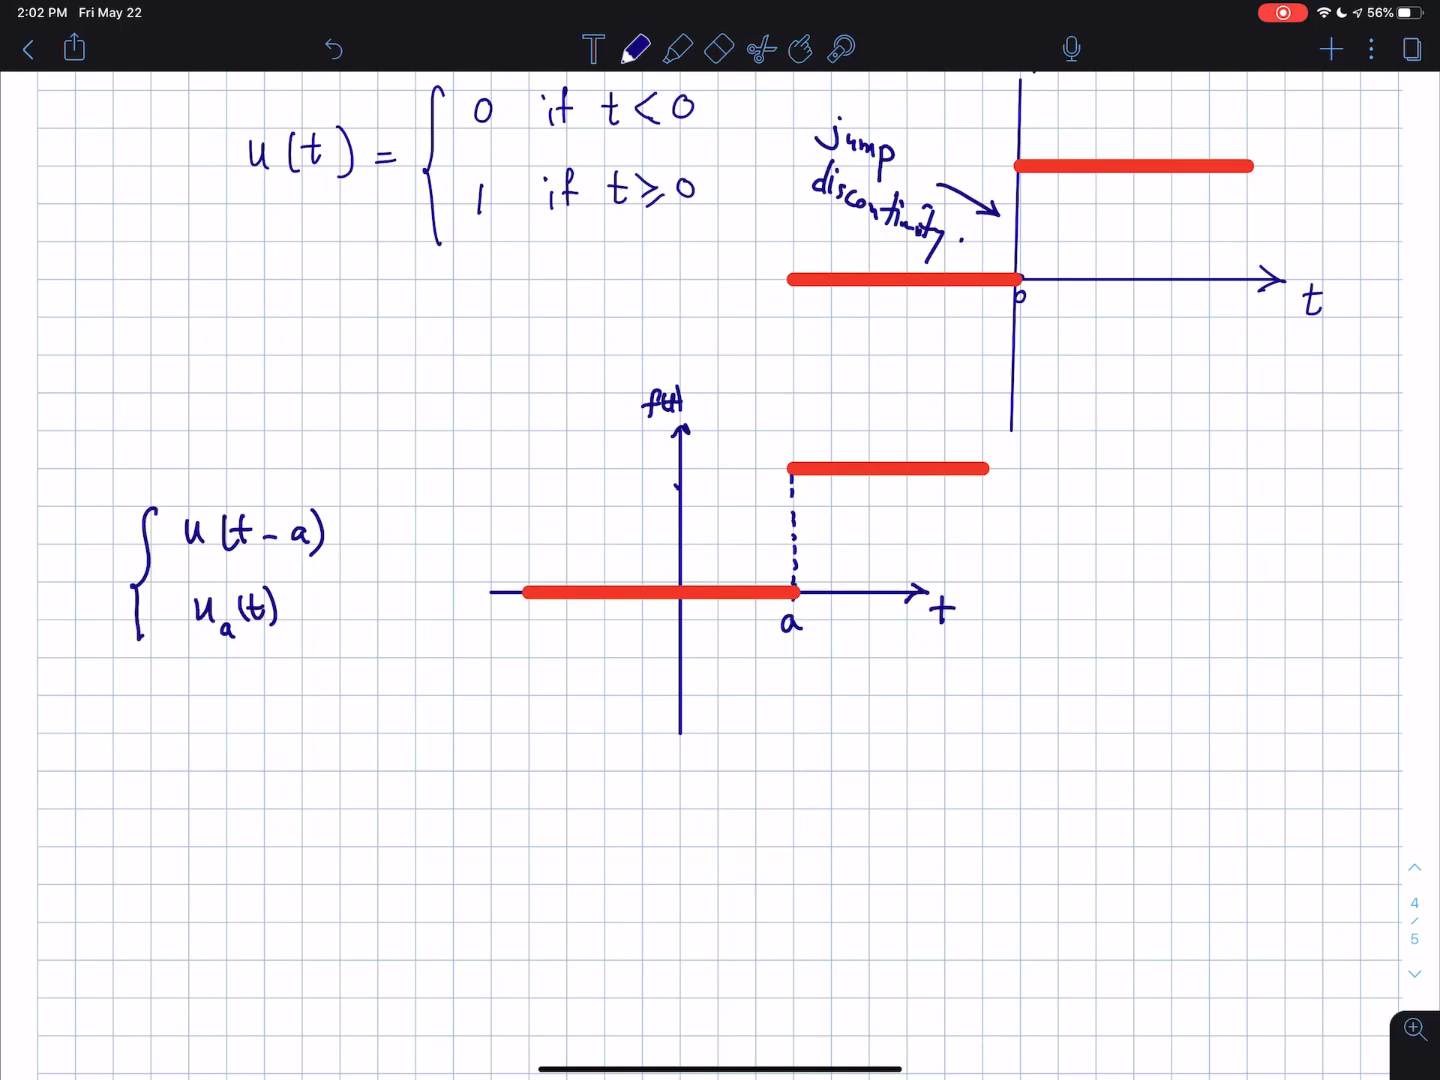 2:02 PM Fri May 22
56%
T
u(t) = { 0 if t < 0
1 if t ≥ 0
jump
discontinuity.
0
t
f(t)
u(t - a)
u_a(t)
a
t
4
/
5